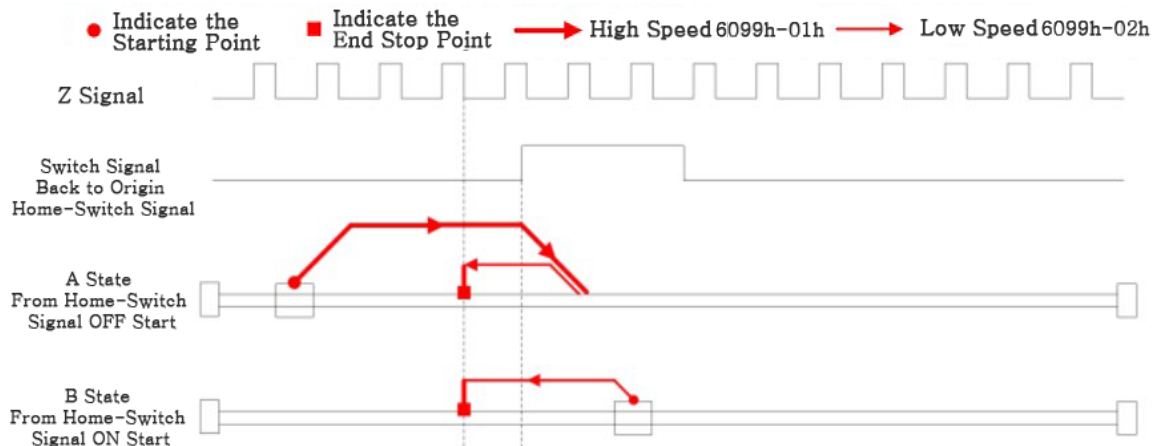 Indicate the
Starting Point
Indicate the
End Stop Point
High Speed 6099h-01h
Low Speed 6099h-02h
Z Signal
Switch Signal
Back to Origin
Home-Switch Signal
A State
From Home-Switch
Signal OFF Start
B State
From Home-Switch
Signal ON Start